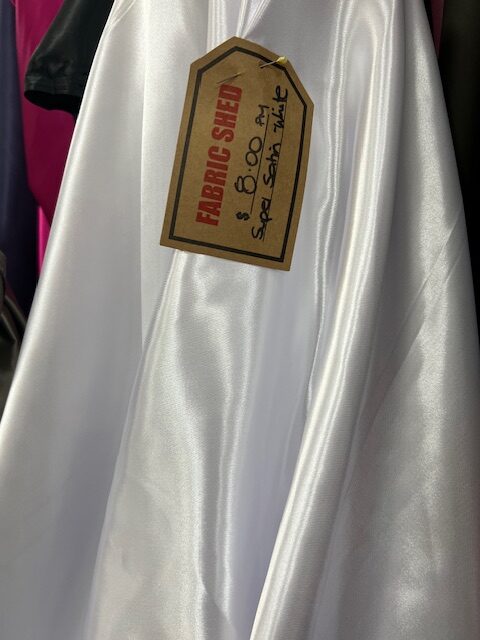 FABRIC SHED
$ 8.00 PM
Super Satin White